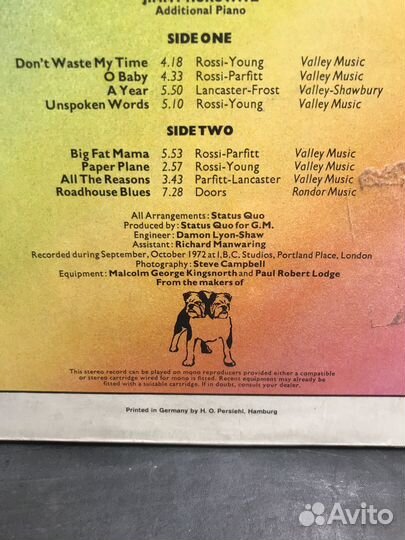 Additional Piano
SIDE ONE
Don't Waste My Time 4.18 Rossi-Young Valley Music
O Baby 4.33 Rossi-Parfitt Valley Music
A Year 5.50 Lancaster-Frost Valley-Shawbury
Unspoken Words 5.10 Rossi-Young Valley Music
SIDE TWO
Big Fat Mama 5.53 Rossi-Parfitt Valley Music
Paper Plane 2.57 Rossi-Young Valley Music
All The Reasons 3.43 Parfitt-Lancaster Valley Music
Roadhouse Blues 7.28 Doors Rondor Music
All Arrangements: Status Quo
Produced by: Status Quo for G.M.
Engineer: Damon Lyon-Shaw
Assistant: Richard Manwaring
Recorded during September, October 1972 at I.B.C. Studios, Portland Place, London
Photography: Steve Campbell
Equipment: Malcolm George Kingsnorth and Paul Robert Lodge
From the makers of
This stereo record can be played on mono reproducers provided either a compatible
or stereo cartridge wired for mono is fitted. Recent equipment may already be
fitted with a suitable cartridge. If in doubt, consult your dealer.
Printed in Germany by H. O. Persiehl, Hamburg
Avito